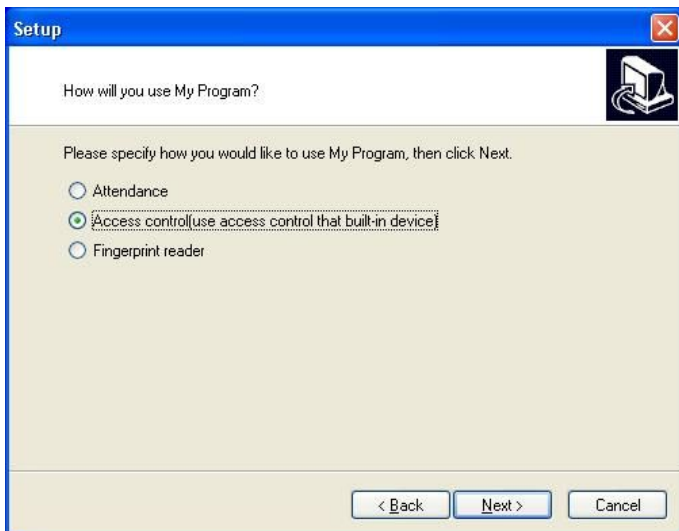 Setup
How will you use My Program?
Please specify how you would like to use My Program, then click Next.
Attendance
Access control(use access control that built-in device)
Fingerprint reader
< Back Next > Cancel